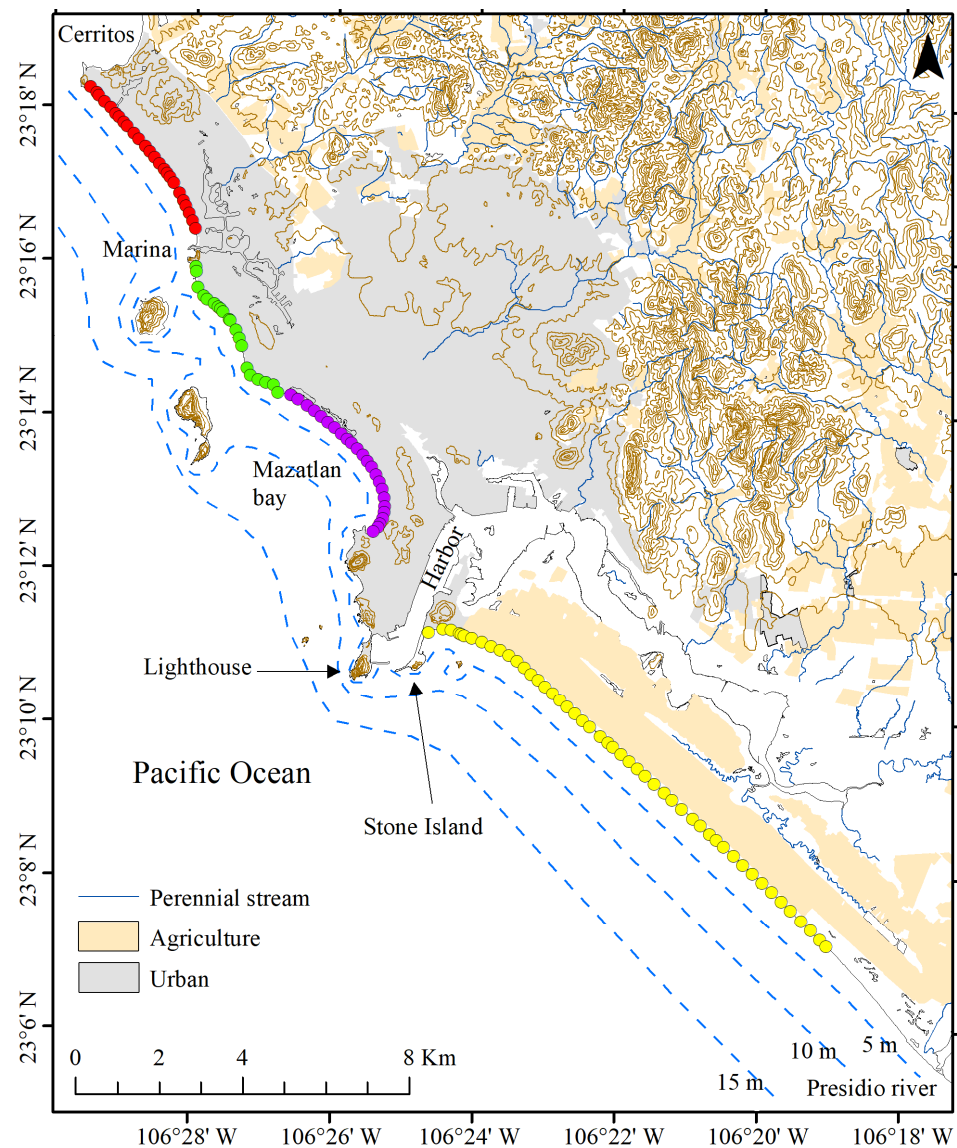 Cerritos
N
23°18' N
Marina
23°16' N
23°14' N
Mazatlan
bay
23°12' N
Harbor
Lighthouse
23°10' N
Pacific Ocean
Stone Island
23°8' N
Perennial stream
Agriculture
Urban
23°6' N
0 2 4 8 Km
15 m
10 m
5 m
Presidio river
106°28' W 106°26' W 106°24' W 106°22' W 106°20' W 106°18' W